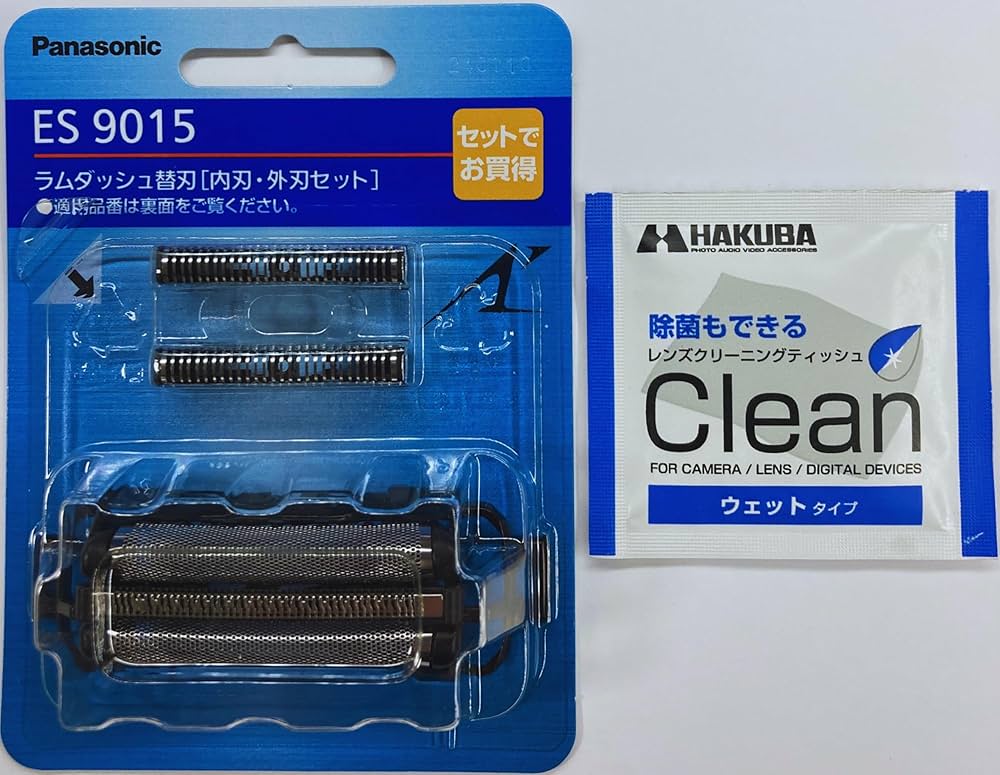 Panasonic
ES 9015
セットで
お買得
ラムダッシュ替刃[内刃・外刃セット]
●適用品番は裏面をご覧ください。
HAKUBA
PHOTO AUDIO VIDEO ACCESSORIES
除菌もできる
レンズクリーニングティッシュ
Clean
FOR CAMERA / LENS / DIGITAL DEVICES
ウェットタイプ